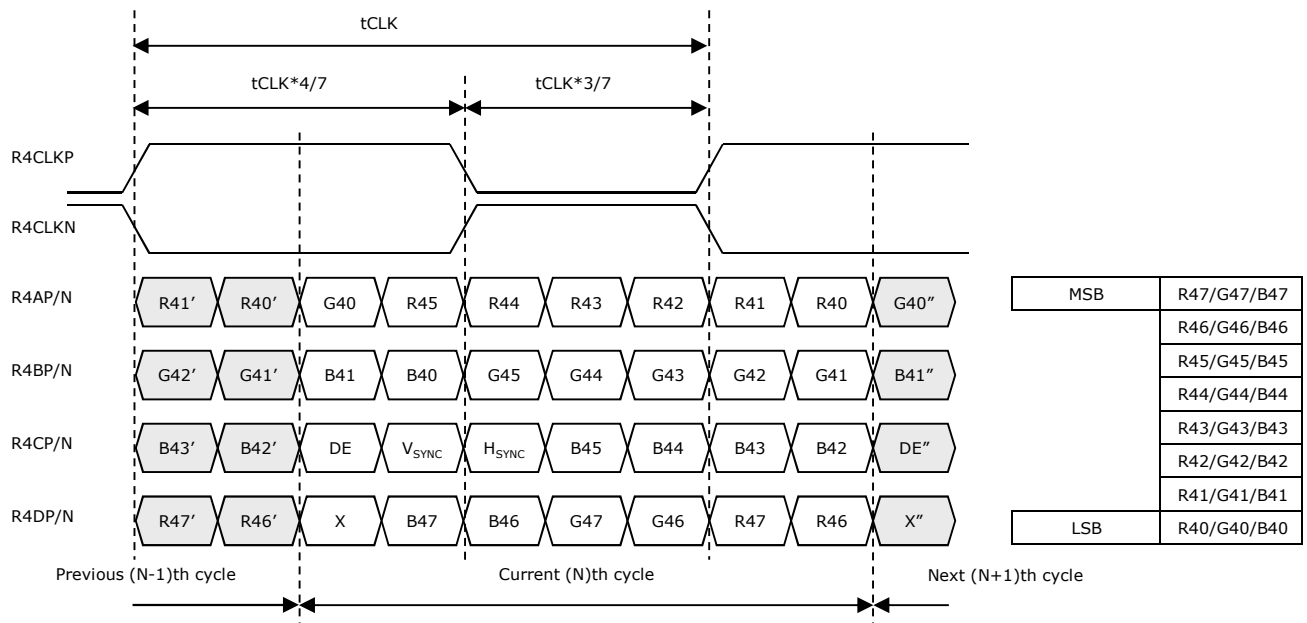 tCLK
tCLK*4/7 tCLK*3/7
R4CLKP
R4CLKN
R4AP/N R41′ R40′ G40 R45 R44 R43 R42 R41 R40 G40″
R4BP/N G42′ G41′ B41 B40 G45 G44 G43 G42 G41 B41″
R4CP/N B43′ B42′ DE VSYNC HSYNC B45 B44 B43 B42 DE″
R4DP/N R47′ R46′ X B47 B46 G47 G46 R47 R46 X″
Previous (N-1)th cycle Current (N)th cycle Next (N+1)th cycle
MSB R47/G47/B47
R46/G46/B46
R45/G45/B45
R44/G44/B44
R43/G43/B43
R42/G42/B42
R41/G41/B41
LSB R40/G40/B40